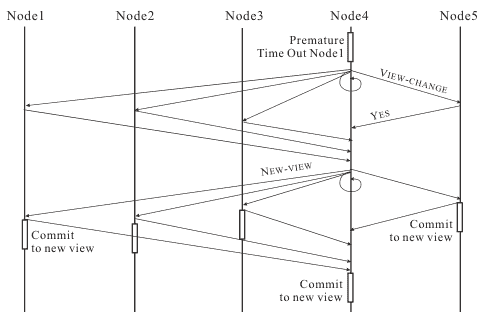 Node1 Node2 Node3 Node4 Node5
Premature
Time Out Node1
VIEW-CHANGE
YES
NEW-VIEW
Commit
to new view
Commit
to new view
Commit
to new view